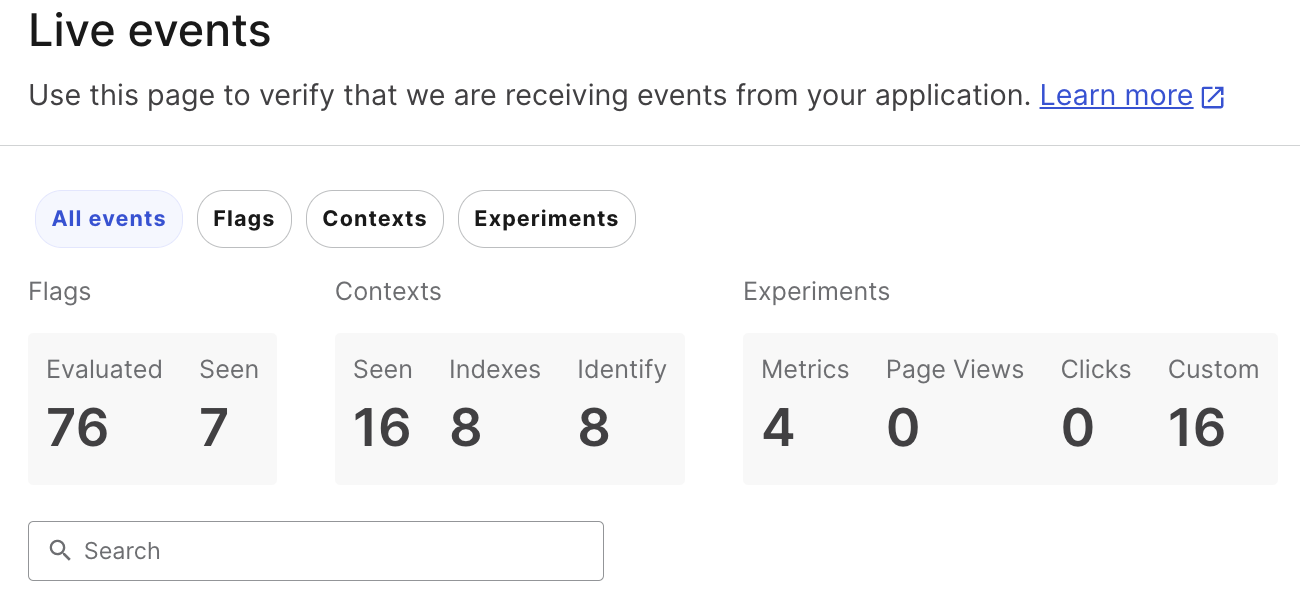 Live events
Use this page to verify that we are receiving events from your application. Learn more
All events Flags Contexts Experiments
Flags Contexts Experiments
Evaluated Seen Seen Indexes Identify Metrics Page Views Clicks Custom
76 7 16 8 8 4 0 0 16
Search